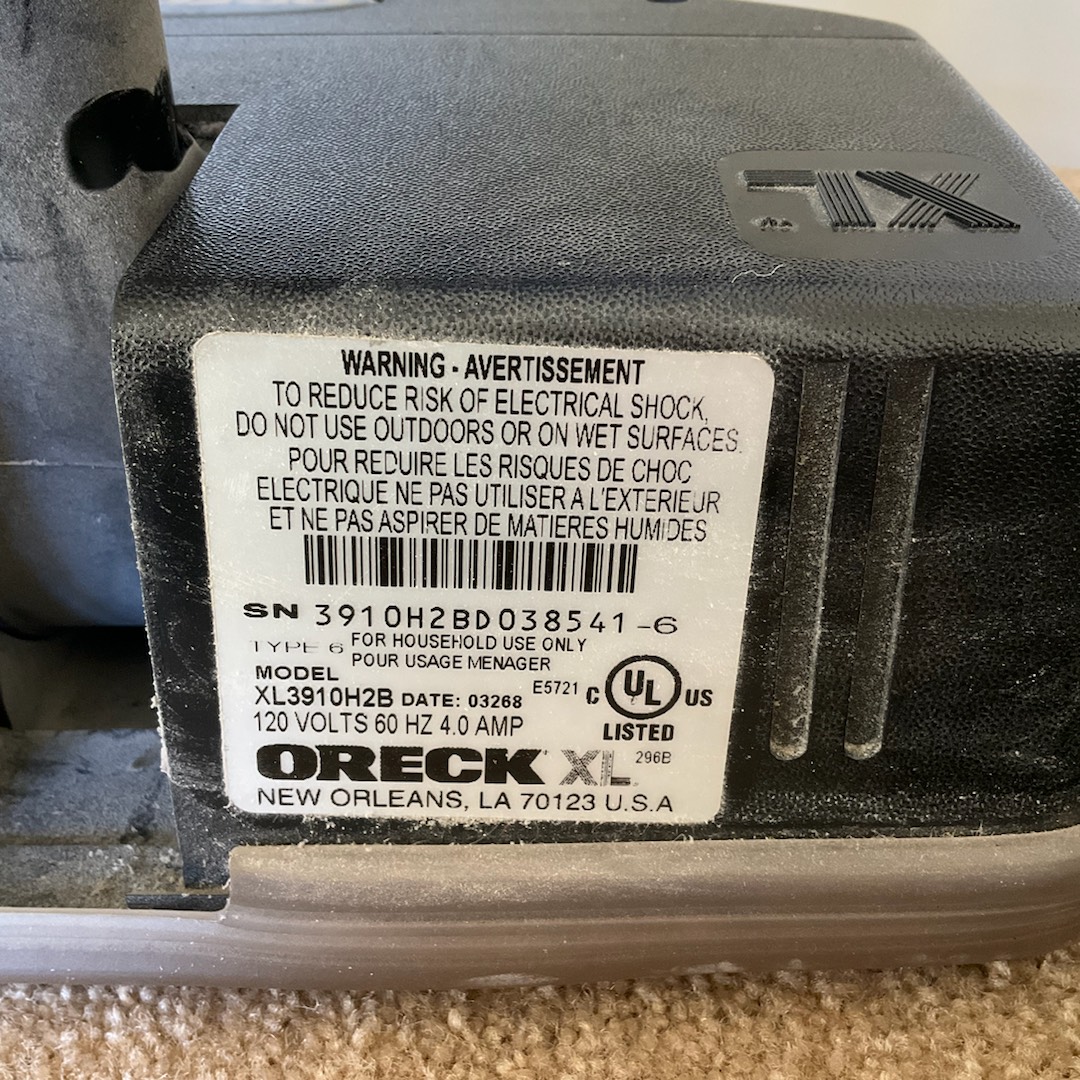 XL
WARNING - AVERTISSEMENT
TO REDUCE RISK OF ELECTRICAL SHOCK,
DO NOT USE OUTDOORS OR ON WET SURFACES.
POUR REDUIRE LES RISQUES DE CHOC
ELECTRIQUE NE PAS UTILISER A L'EXTERIEUR
ET NE PAS ASPIRER DE MATIERES HUMIDES
SN 3910H2BD038541-6
TYPE 6 FOR HOUSEHOLD USE ONLY
POUR USAGE MENAGER
MODEL
XL3910H2B DATE: 03268 E5721 C UL US
120 VOLTS 60 HZ 4.0 AMP LISTED
ORECK XL 296B
NEW ORLEANS, LA 70123 U.S.A